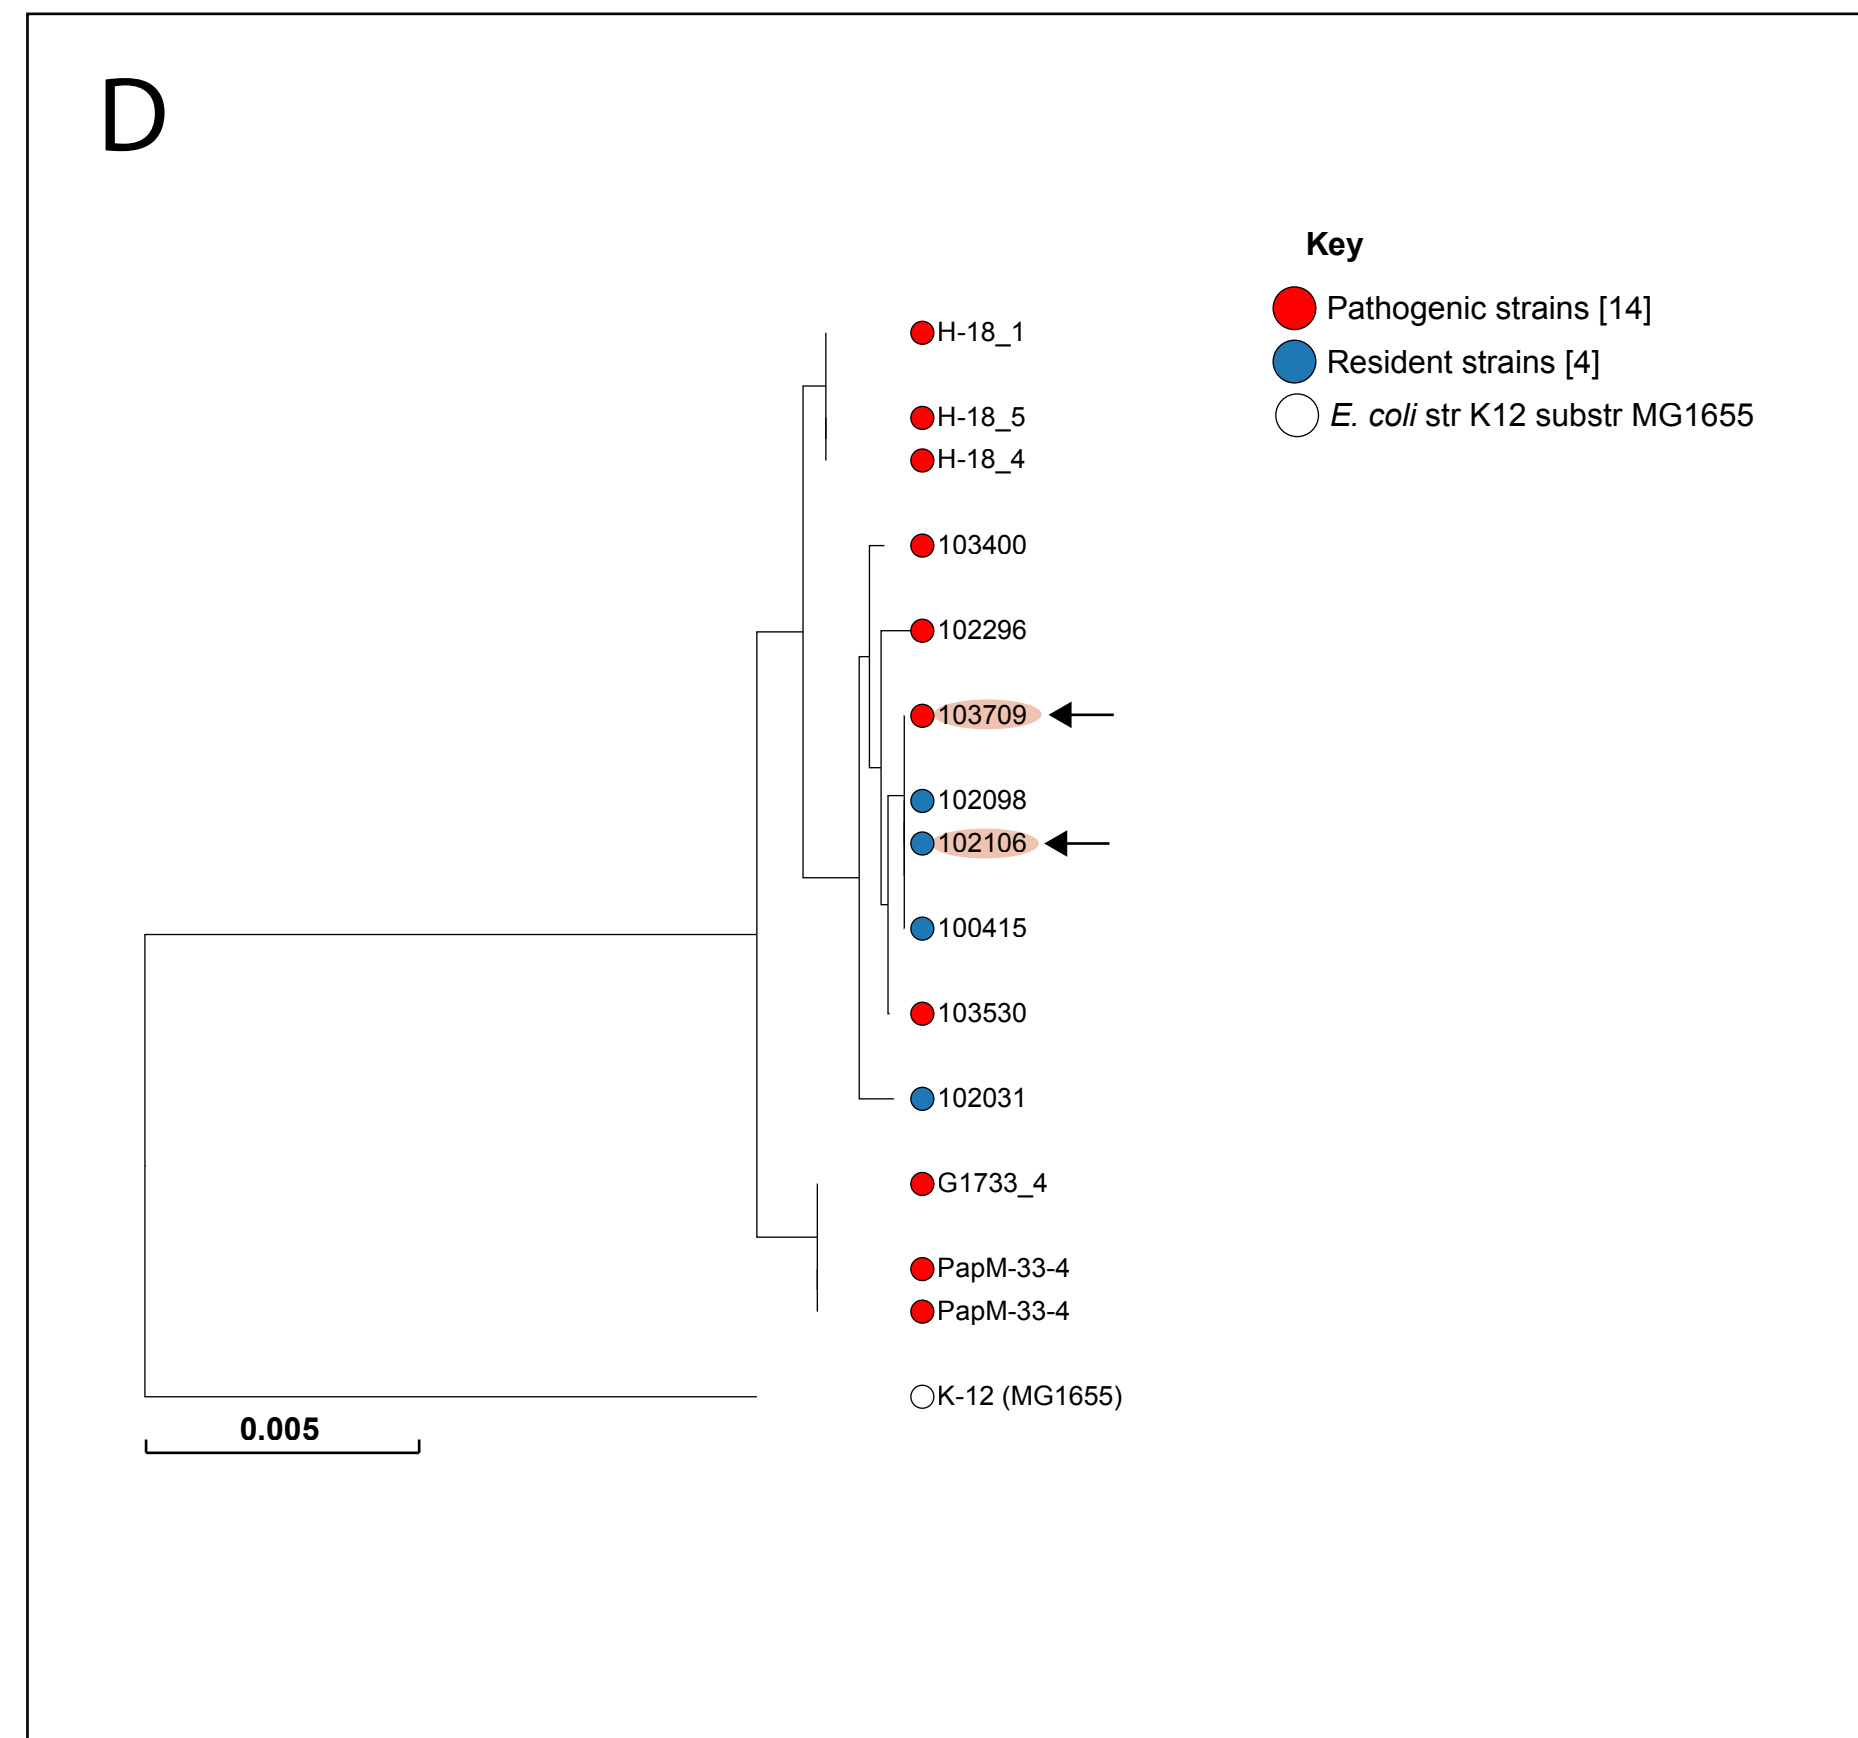 D
Key
Pathogenic strains [14]
Resident strains [4]
E. coli str K12 substr MG1655
H-18_1
H-18_5
H-18_4
103400
102296
103709
102098
102106
100415
103530
102031
G1733_4
PapM-33-4
PapM-33-4
K-12 (MG1655)
0.005